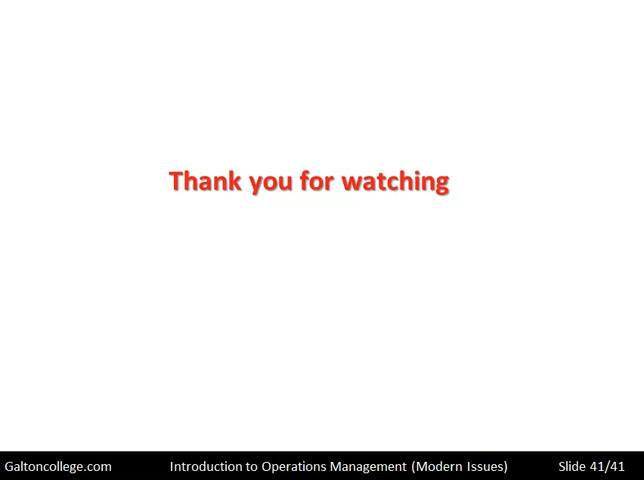 Thank you for watching
Galtoncollege.com Introduction to Operations Management (Modern Issues) Slide 41/41